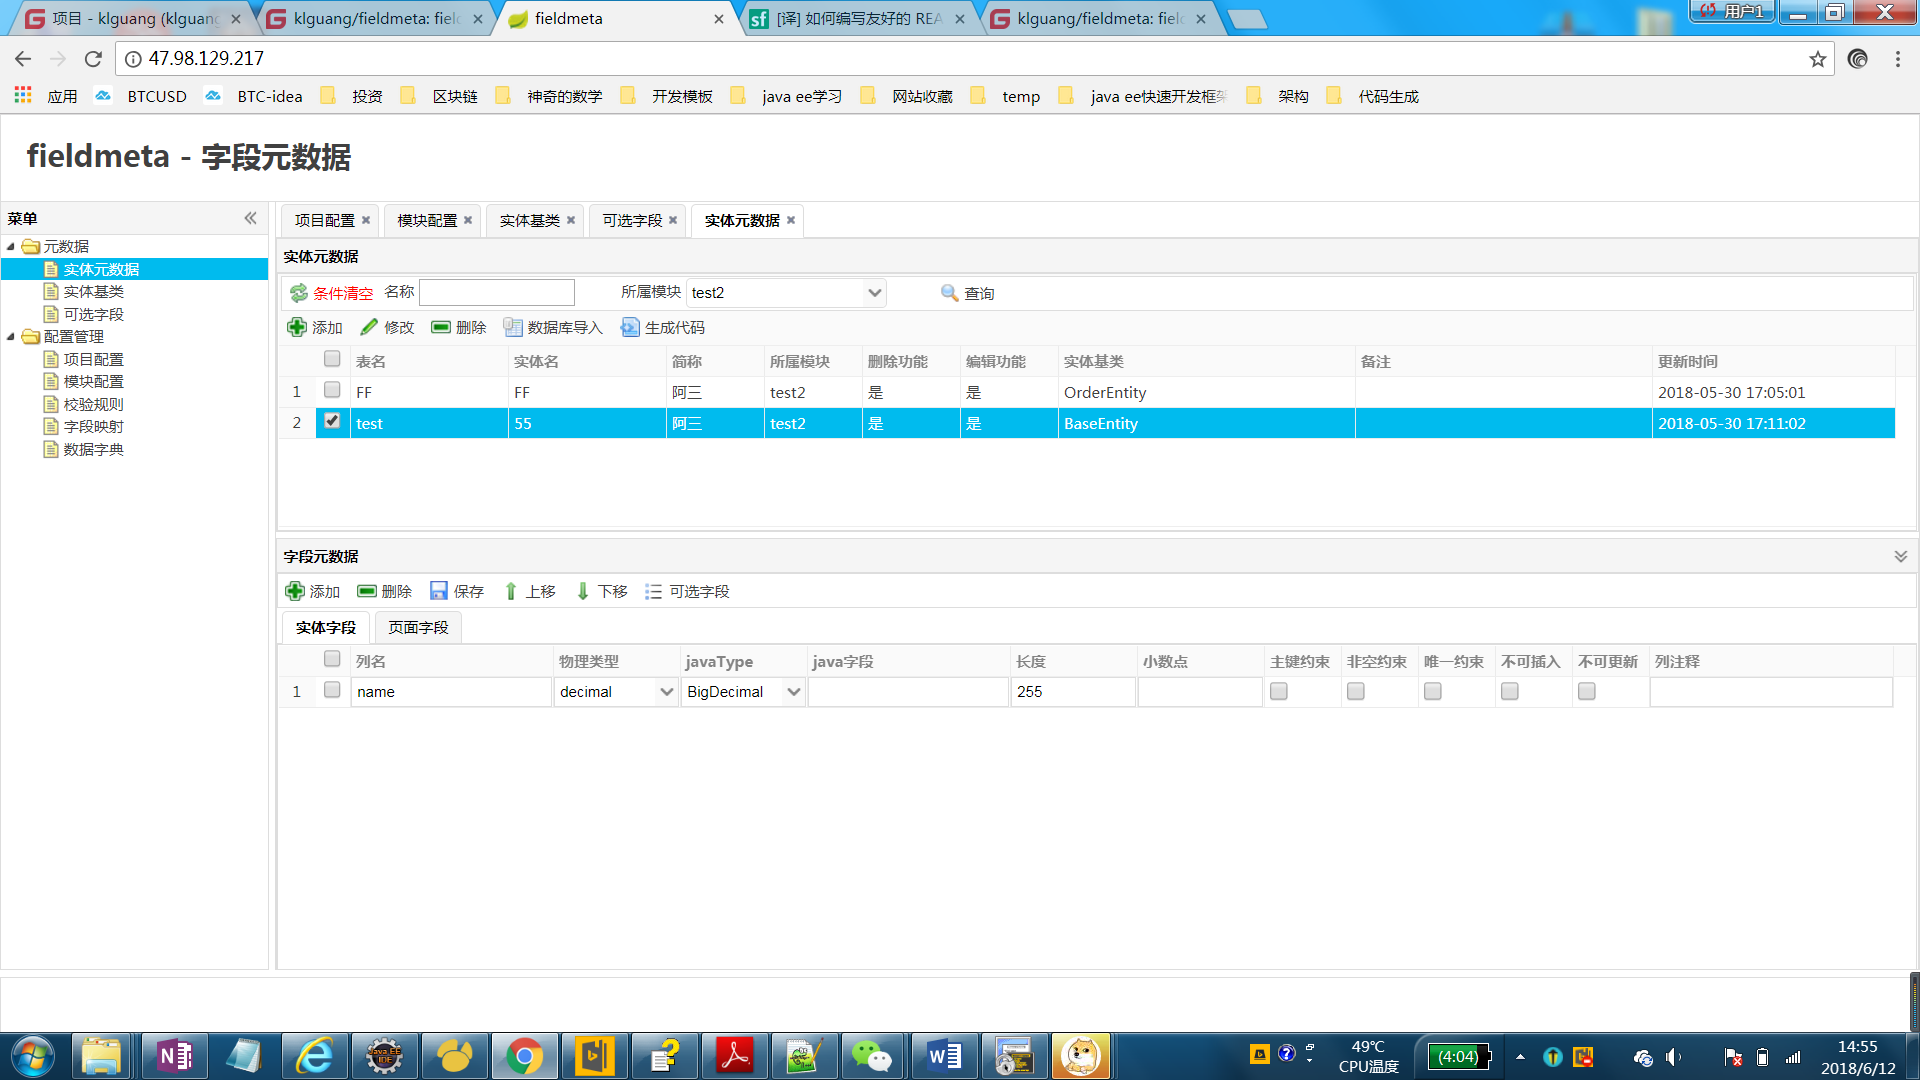 项目 - klguang (klguang
klguang/fieldmeta: field
fieldmeta
[译] 如何编写友好的 REA
klguang/fieldmeta: field
用户1
47.98.129.217
应用
BTCUSD
BTC-idea
投资
区块链
神奇的数学
开发模板
java ee学习
网站收藏
temp
java ee快速开发框架
架构
代码生成
fieldmeta - 字段元数据
菜单
元数据
实体元数据
实体基类
可选字段
配置管理
项目配置
模块配置
校验规则
字段映射
数据字典
项目配置 模块配置 实体基类 可选字段 实体元数据
实体元数据
条件清空 名称 所属模块 test2 查询
添加 修改 删除 数据库导入 生成代码
表名 实体名 简称 所属模块 删除功能 编辑功能 实体基类 备注 更新时间
1 FF FF 阿三 test2 是 是 OrderEntity 2018-05-30 17:05:01
2 test 55 阿三 test2 是 是 BaseEntity 2018-05-30 17:11:02
字段元数据
添加 删除 保存 上移 下移 可选字段
实体字段 页面字段
列名 物理类型 javaType java字段 长度 小数点 主键约束 非空约束 唯一约束 不可插入 不可更新 列注释
1 name decimal BigDecimal 255
49℃
CPU温度
(4:04)
14:55
2018/6/12